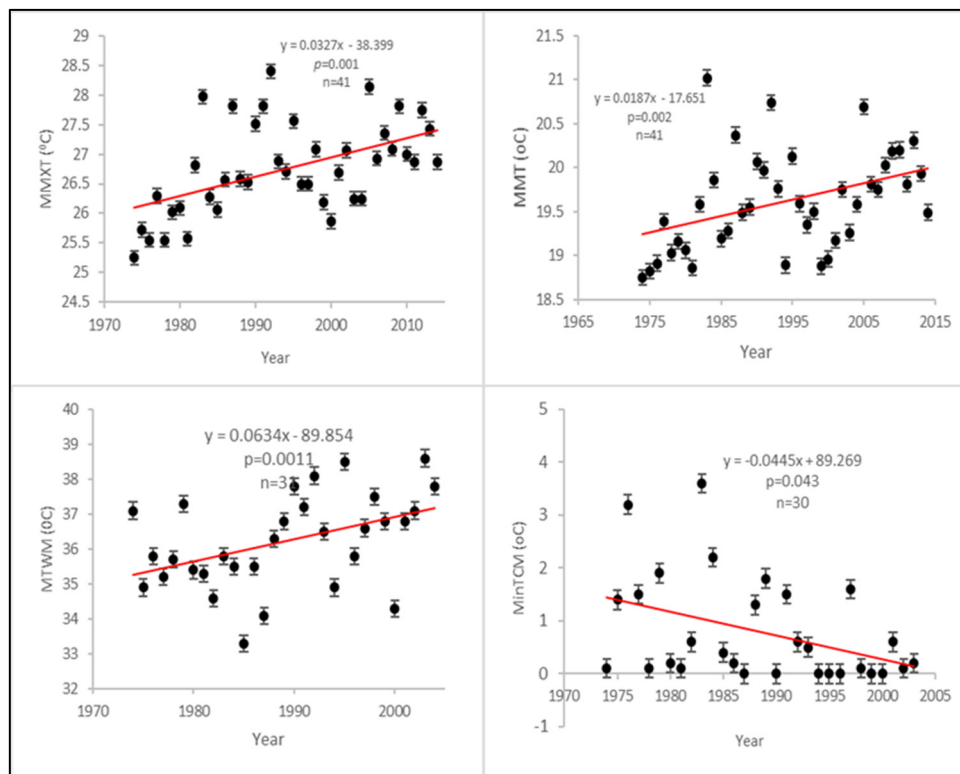 29
28.5
28
27.5
27
26.5
26
25.5
25
24.5
MMXT (°C)
y = 0.0327x - 38.399
p=0.001
n=41
1970 1980 1990 2000 2010
Year
21.5
21
20.5
20
19.5
19
18.5
MMT (oC)
y = 0.0187x - 17.651
p=0.002
n=41
1965 1975 1985 1995 2005 2015
Year
40
39
38
37
36
35
34
33
32
MTWM (0C)
y = 0.0634x - 89.854
p=0.0011
1970 1980 1990 2000
Year
5
4
3
2
1
0
-1
MinTCM (oC)
y = -0.0445x + 89.269
p=0.043
n=30
1970 1975 1980 1985 1990 1995 2000 2005
Year